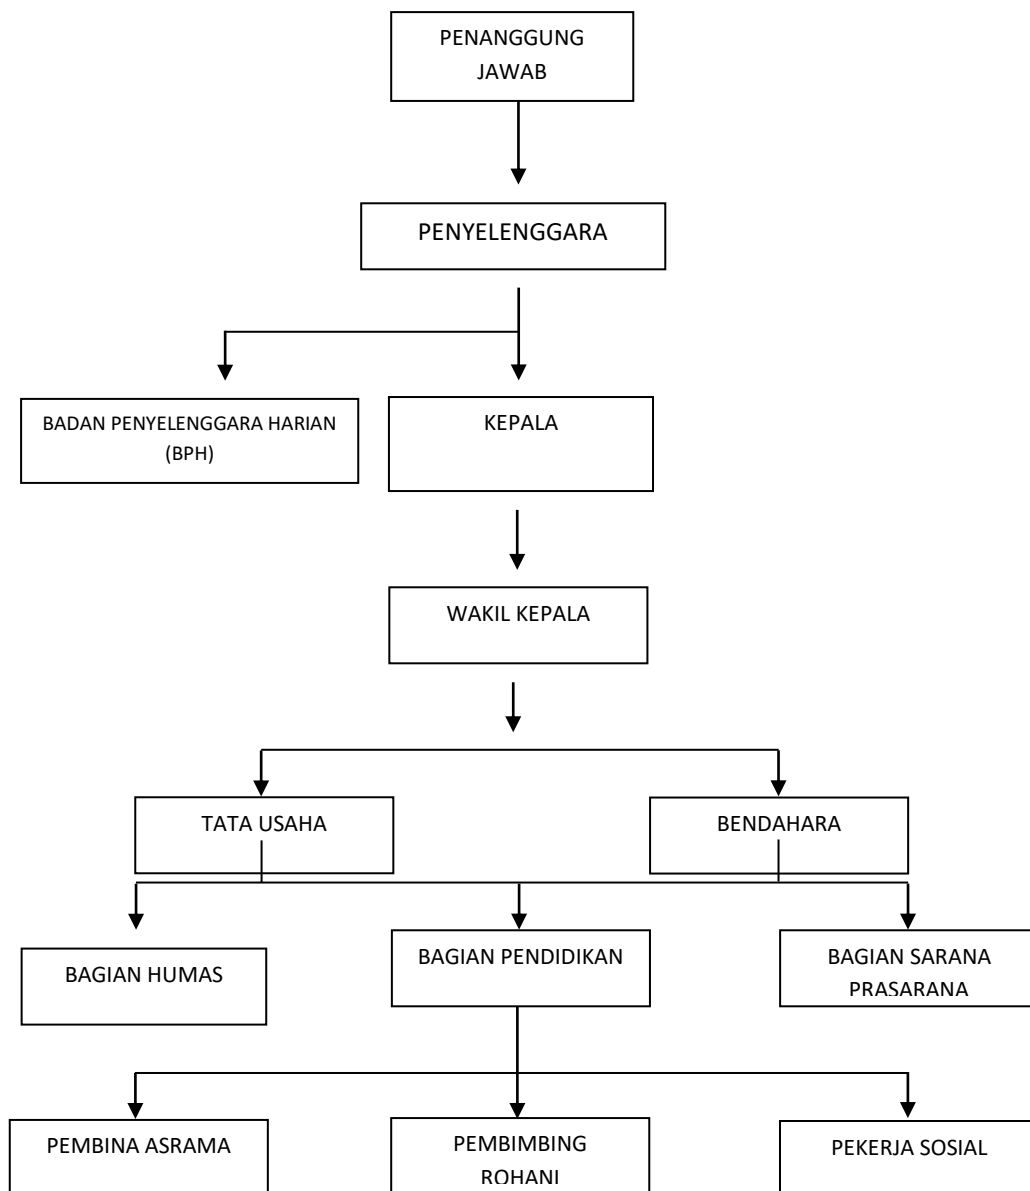 PENANGGUNG
JAWAB
PENYELENGGARA
BADAN PENYELENGGARA HARIAN
(BPH)
KEPALA
WAKIL KEPALA
TATA USAHA
BENDAHARA
BAGIAN HUMAS
BAGIAN PENDIDIKAN
BAGIAN SARANA
PRASARANA
PEMBINA ASRAMA
PEMBIMBING
ROHANI
PEKERJA SOSIAL